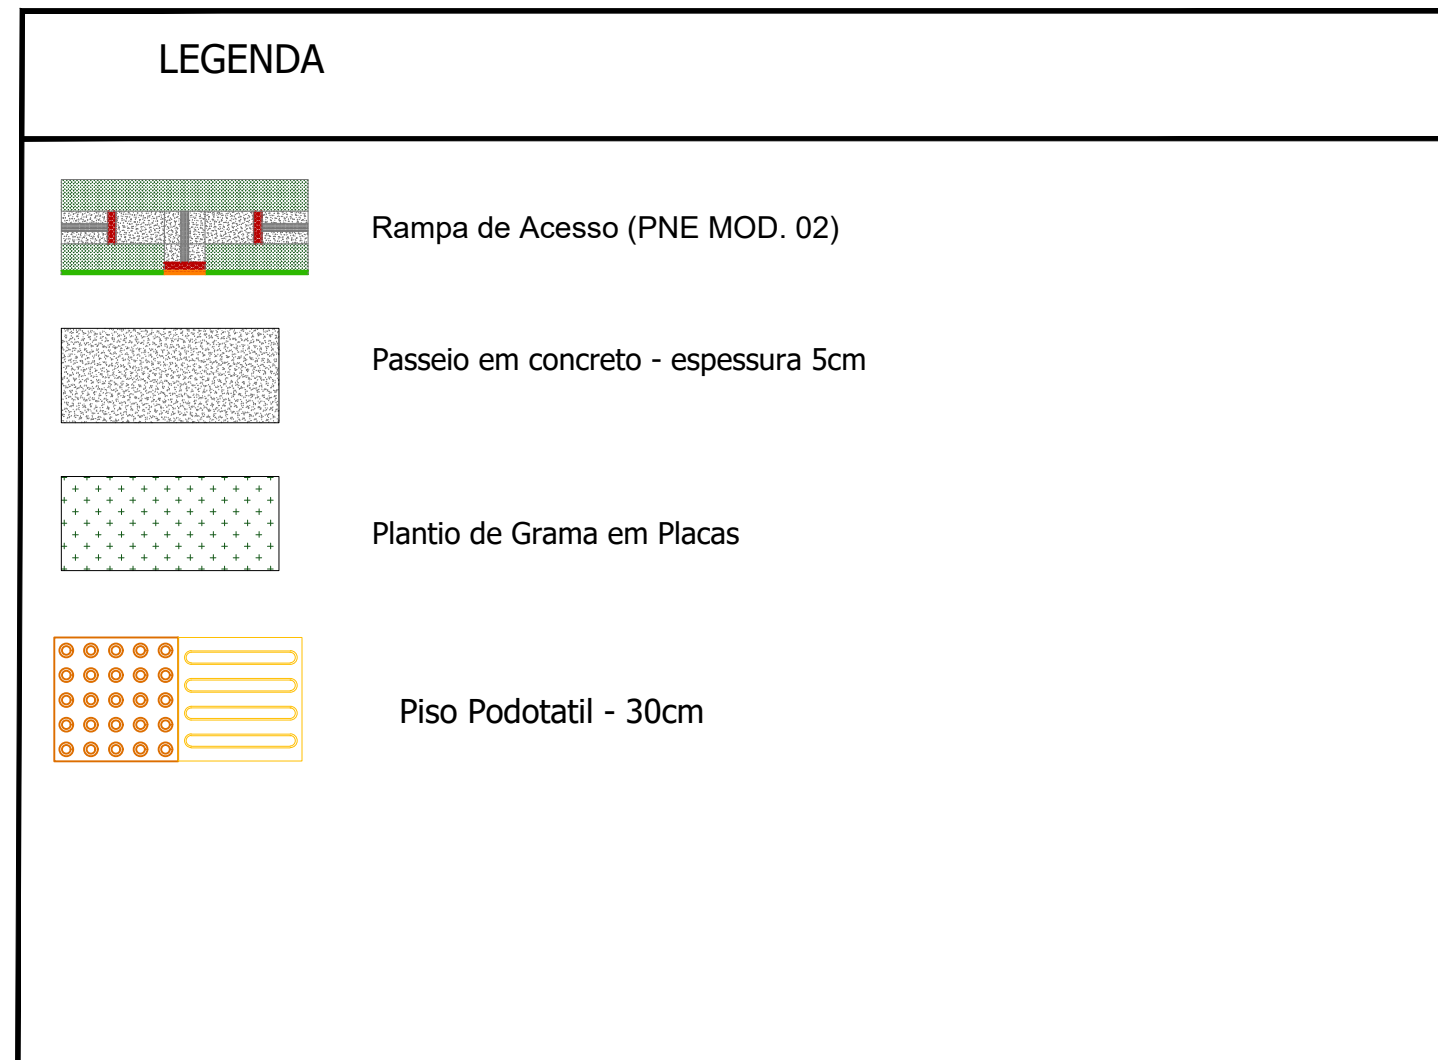 LEGENDA
Rampa de Acesso (PNE MOD. 02)
Passeio em concreto - espessura 5cm
Plantio de Grama em Placas
Piso Podotatil - 30cm